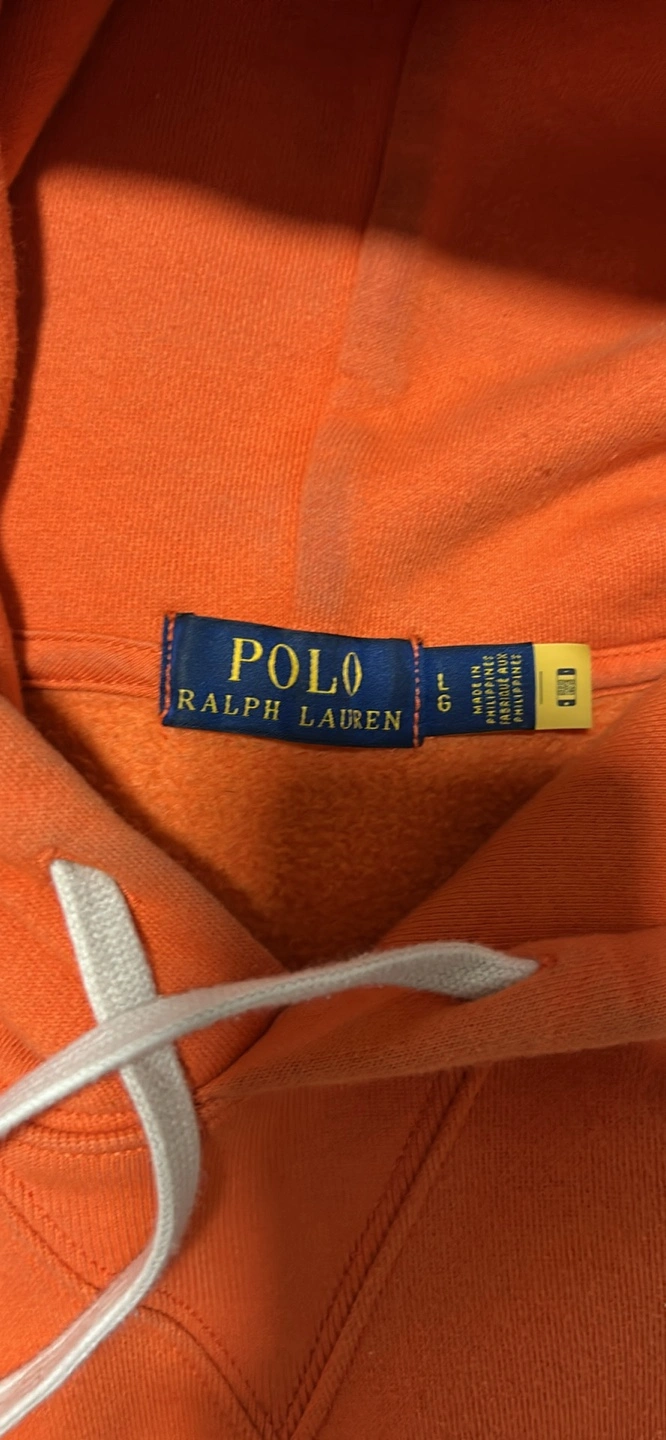 POLO
RALPH LAUREN
L
G
MADE IN
PHILIPPINES
FABRIQUÉ AUX
PHILIPPINES